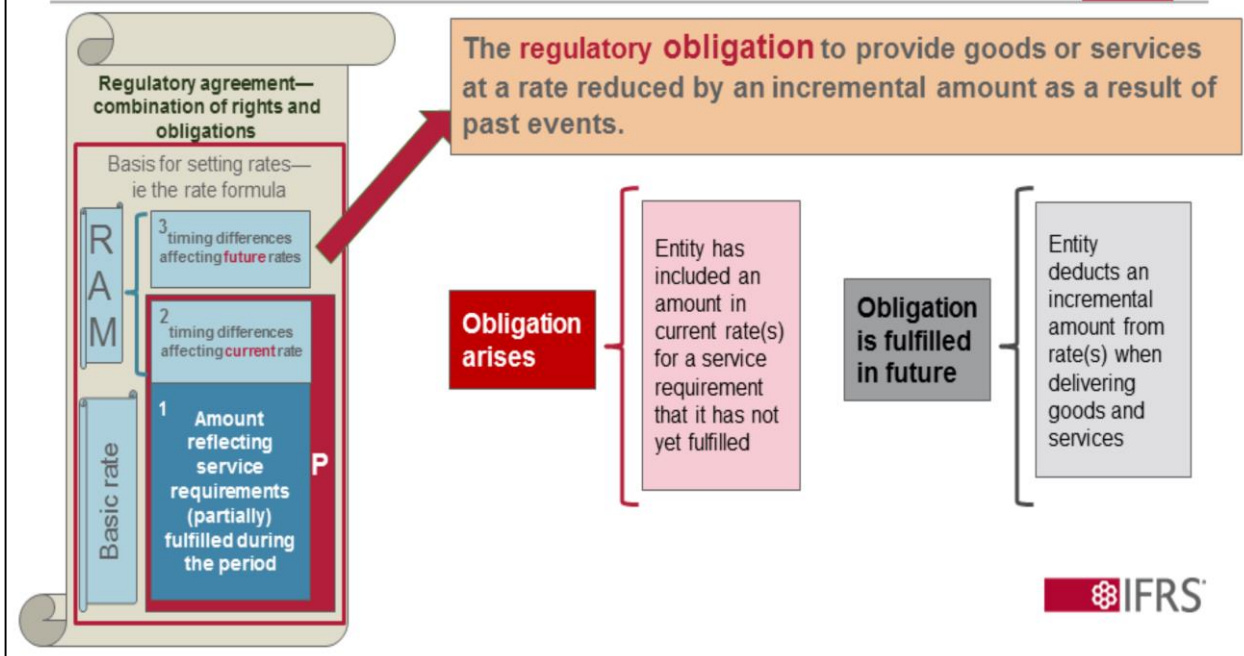 The regulatory obligation to provide goods or services
at a rate reduced by an incremental amount as a result of
past events.
Regulatory agreement—
combination of rights and
obligations
Basis for setting rates—
ie the rate formula
RAM
3
timing differences
affecting future rates
2
timing differences
affecting current rate
Basic rate
1
Amount
reflecting
service
requirements
(partially)
fulfilled during
the period
P
Obligation
arises
Entity has
included an
amount in
current rate(s)
for a service
requirement
that it has not
yet fulfilled
Obligation
is fulfilled
in future
Entity
deducts an
incremental
amount from
rate(s) when
delivering
goods and
services
IFRS